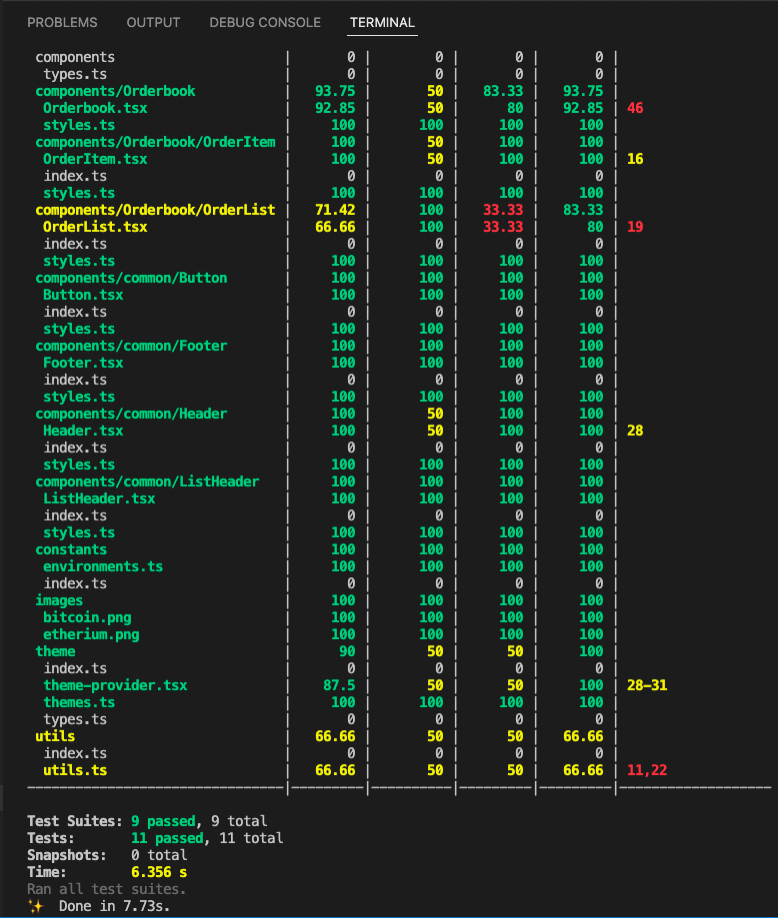 PROBLEMS OUTPUT DEBUG CONSOLE TERMINAL
components | 0 | 0 | 0 | 0 |
types.ts | 0 | 0 | 0 | 0 |
components/Orderbook | 93.75 | 50 | 83.33 | 93.75 |
Orderbook.tsx | 92.85 | 50 | 80 | 92.85 | 46
styles.ts | 100 | 100 | 100 | 100 |
components/Orderbook/OrderItem | 100 | 50 | 100 | 100 |
OrderItem.tsx | 100 | 50 | 100 | 100 | 16
index.ts | 0 | 0 | 0 | 0 |
styles.ts | 100 | 100 | 100 | 100 |
components/Orderbook/OrderList | 71.42 | 100 | 33.33 | 83.33 |
OrderList.tsx | 66.66 | 100 | 33.33 | 80 | 19
index.ts | 0 | 0 | 0 | 0 |
styles.ts | 100 | 100 | 100 | 100 |
components/common/Button | 100 | 100 | 100 | 100 |
Button.tsx | 100 | 100 | 100 | 100 |
index.ts | 0 | 0 | 0 | 0 |
styles.ts | 100 | 100 | 100 | 100 |
components/common/Footer | 100 | 100 | 100 | 100 |
Footer.tsx | 100 | 100 | 100 | 100 |
index.ts | 0 | 0 | 0 | 0 |
styles.ts | 100 | 100 | 100 | 100 |
components/common/Header | 100 | 50 | 100 | 100 |
Header.tsx | 100 | 50 | 100 | 100 | 28
index.ts | 0 | 0 | 0 | 0 |
styles.ts | 100 | 100 | 100 | 100 |
components/common/ListHeader | 100 | 100 | 100 | 100 |
ListHeader.tsx | 100 | 100 | 100 | 100 |
index.ts | 0 | 0 | 0 | 0 |
styles.ts | 100 | 100 | 100 | 100 |
constants | 100 | 100 | 100 | 100 |
environments.ts | 100 | 100 | 100 | 100 |
index.ts | 0 | 0 | 0 | 0 |
images | 100 | 100 | 100 | 100 |
bitcoin.png | 100 | 100 | 100 | 100 |
etherium.png | 100 | 100 | 100 | 100 |
theme | 90 | 50 | 50 | 100 |
index.ts | 0 | 0 | 0 | 0 |
theme-provider.tsx | 87.5 | 50 | 50 | 100 | 28-31
themes.ts | 100 | 100 | 100 | 100 |
types.ts | 0 | 0 | 0 | 0 |
utils | 66.66 | 50 | 50 | 66.66 |
index.ts | 0 | 0 | 0 | 0 |
utils.ts | 66.66 | 50 | 50 | 66.66 | 11,22
Test Suites: 9 passed, 9 total
Tests: 11 passed, 11 total
Snapshots: 0 total
Time: 6.356 s
Ran all test suites.
✨ Done in 7.73s.